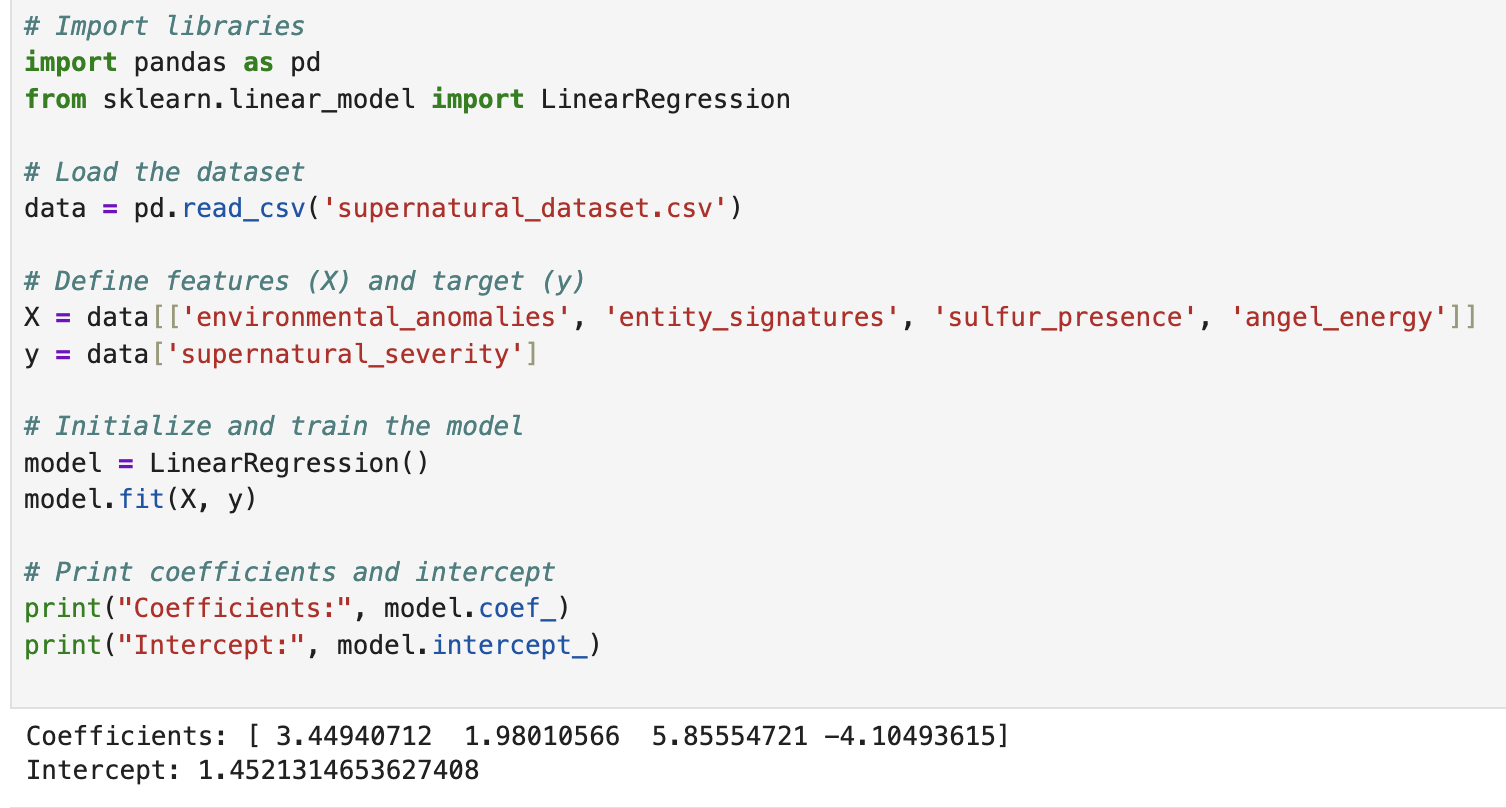 # Import libraries
import pandas as pd
from sklearn.linear_model import LinearRegression
# Load the dataset
data = pd.read_csv('supernatural_dataset.csv')
# Define features (X) and target (y)
X = data[['environmental_anomalies', 'entity_signatures', 'sulfur_presence', 'angel_energy']]
y = data['supernatural_severity']
# Initialize and train the model
model = LinearRegression()
model.fit(X, y)
# Print coefficients and intercept
print("Coefficients:", model.coef_)
print("Intercept:", model.intercept_)
Coefficients: [ 3.44940712  1.98010566  5.85554721 −4.10493615]
Intercept: 1.4521314653627408